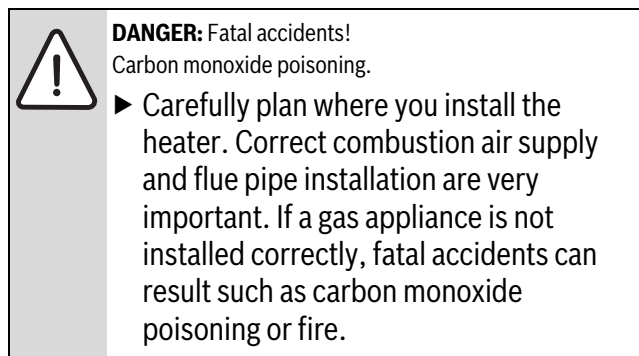 DANGER: Fatal accidents!
Carbon monoxide poisoning.
▶ Carefully plan where you install the
heater. Correct combustion air supply
and flue pipe installation are very
important. If a gas appliance is not
installed correctly, fatal accidents can
result such as carbon monoxide
poisoning or fire.